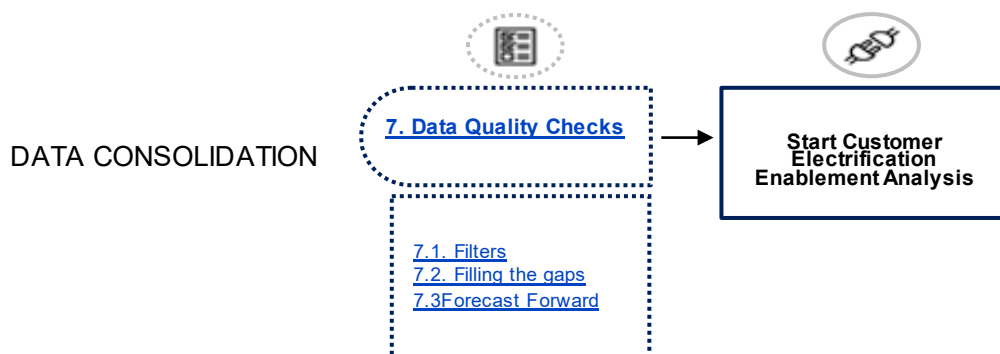 DATA CONSOLIDATION
7. Data Quality Checks
Start Customer
Electrification
Enablement Analysis
7.1. Filters
7.2. Filling the gaps
7.3Forecast Forward